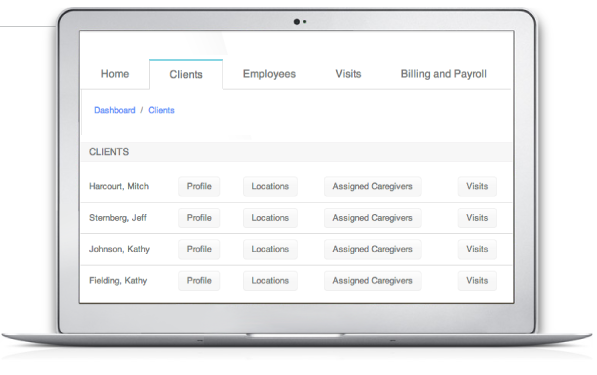 Home Clients Employees Visits Billing and Payroll
Dashboard / Clients
CLIENTS
Harcourt, Mitch Profile Locations Assigned Caregivers Visits
Sternberg, Jeff Profile Locations Assigned Caregivers Visits
Johnson, Kathy Profile Locations Assigned Caregivers Visits
Fielding, Kathy Profile Locations Assigned Caregivers Visits